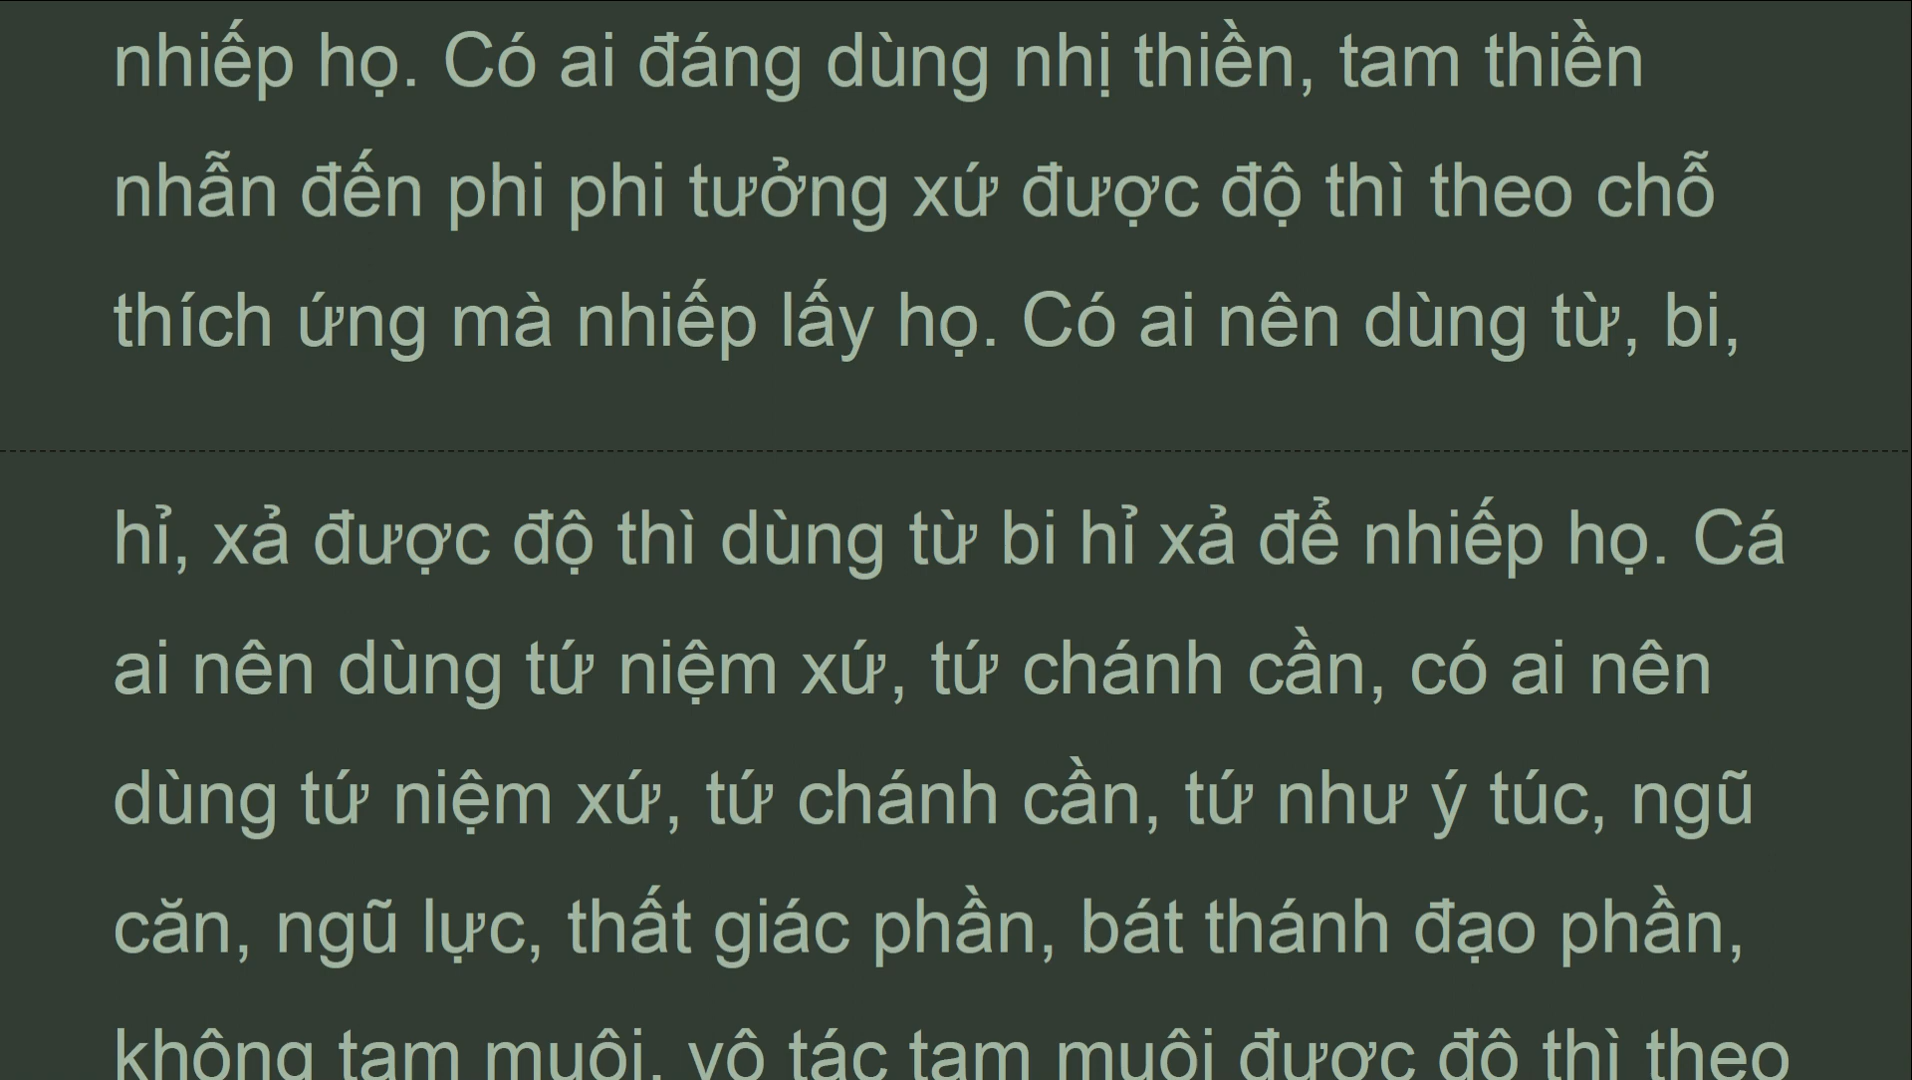 nhiếp họ. Có ai đáng dùng nhị thiền, tam thiền
nhẫn đến phi phi tưởng xứ được độ thì theo chỗ
thích ứng mà nhiếp lấy họ. Có ai nên dùng từ, bi,
hỉ, xả được độ thì dùng từ bi hỉ xả để nhiếp họ. Cá
ai nên dùng tứ niệm xứ, tứ chánh cần, có ai nên
dùng tứ niệm xứ, tứ chánh cần, tứ như ý túc, ngũ
căn, ngũ lực, thất giác phần, bát thánh đạo phần,
không tam muội, vô tác tam muội được độ thì theo